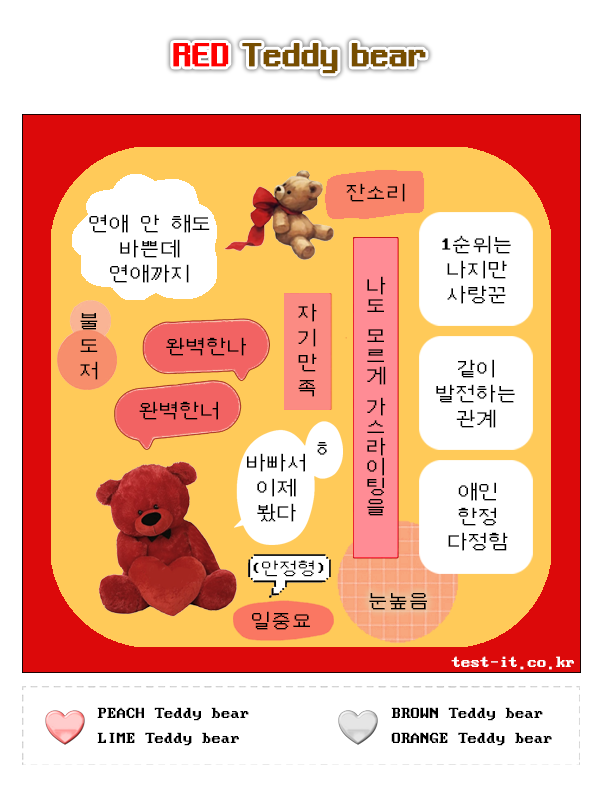 RED Teddy bear
연애 안 해도
바쁜데
연애까지
잔소리
1순위는
나지만
사랑꾼
불
도
저
완벽한나
완벽한너
자
기
만
족
나도 모르게 가스라이팅을
같이
발전하는
관계
바빠서
이제
봤다
ㅎ
애인
한정
다정함
(안정형)
일중요
눈높음
test-it.co.kr
PEACH Teddy bear
LIME Teddy bear
BROWN Teddy bear
ORANGE Teddy bear